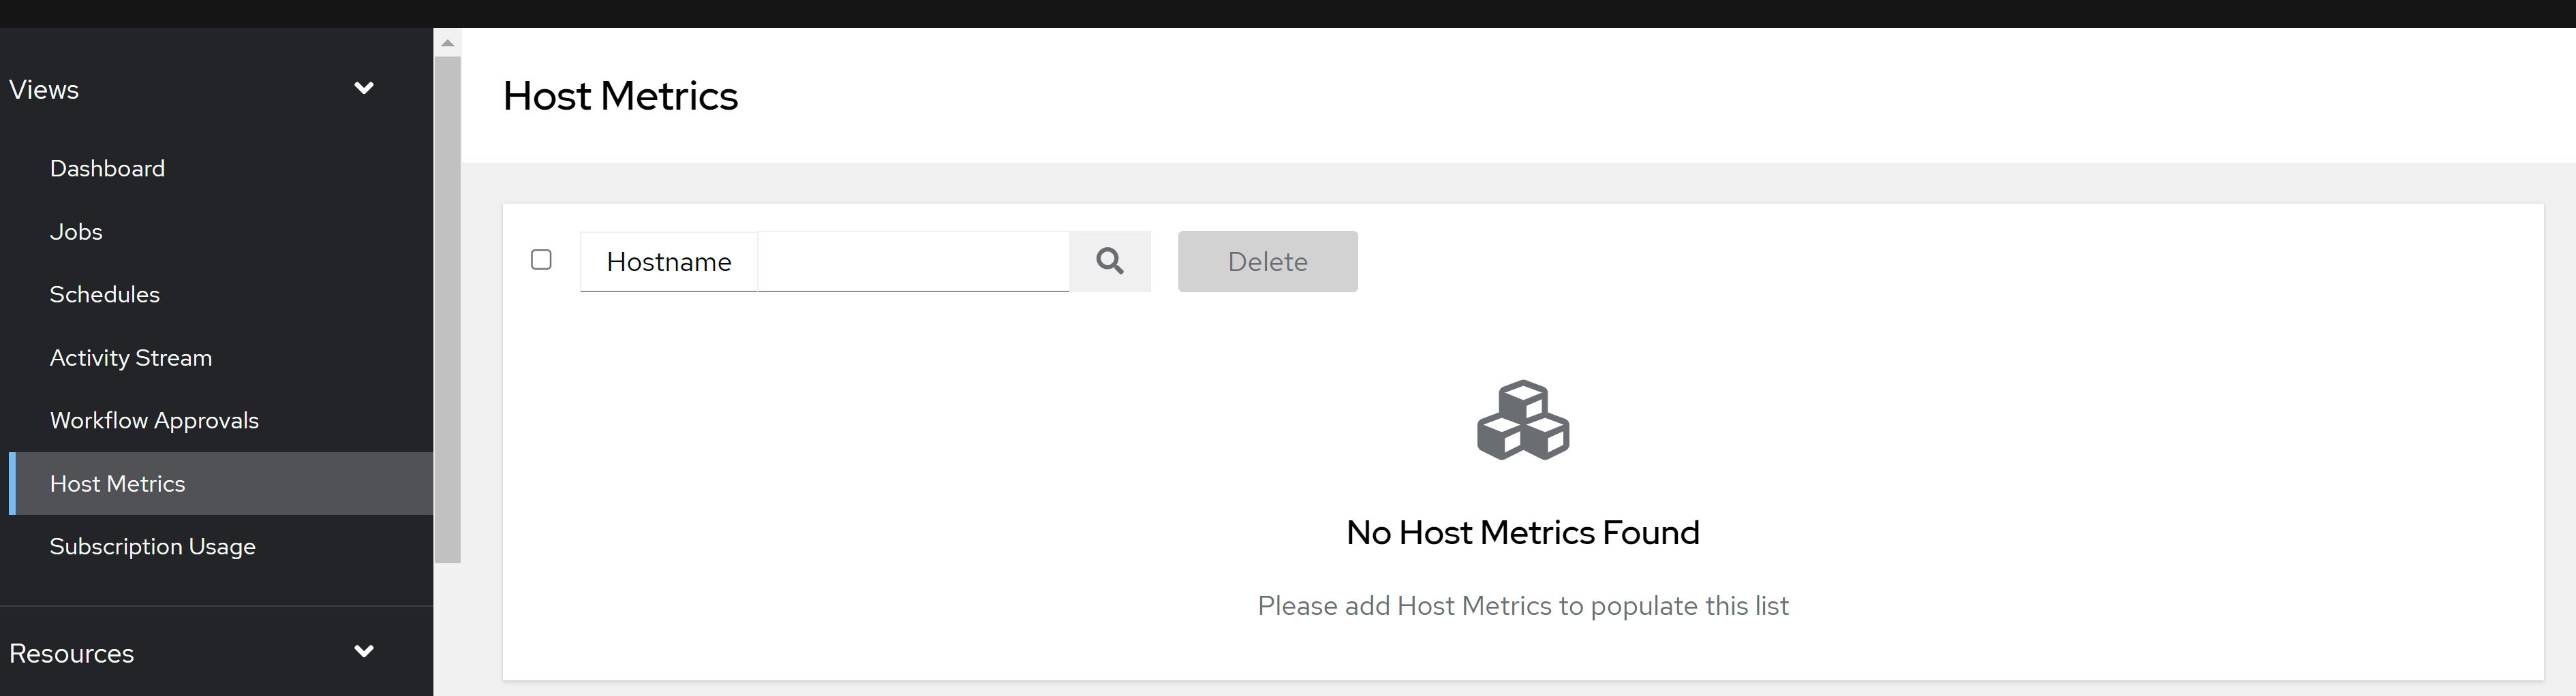 Views
Dashboard
Jobs
Schedules
Activity Stream
Workflow Approvals
Host Metrics
Subscription Usage
Resources
Host Metrics
Hostname
Delete
No Host Metrics Found
Please add Host Metrics to populate this list